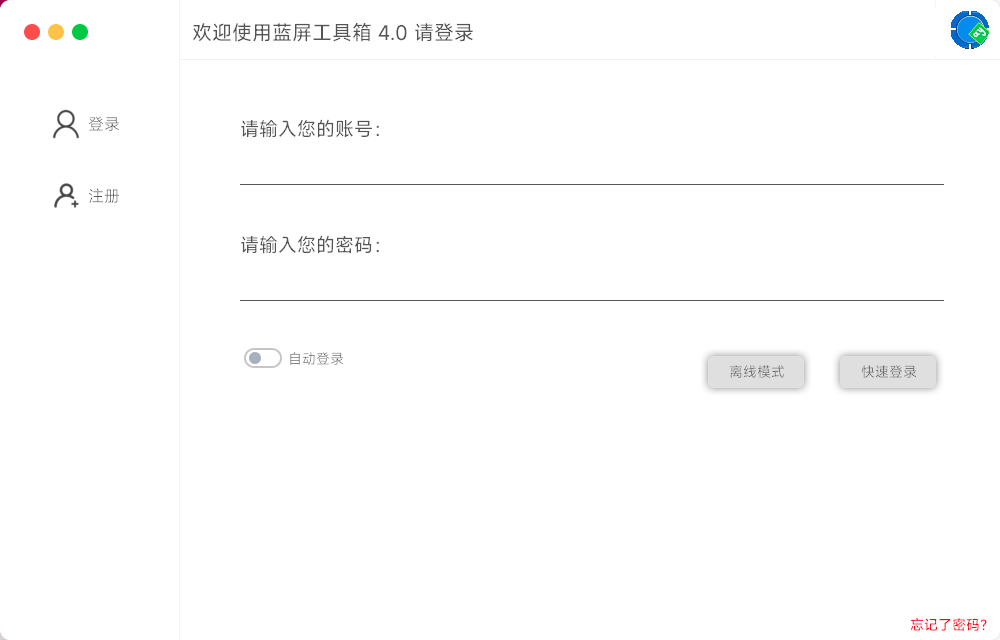 欢迎使用蓝屏工具箱 4.0 请登录
登录
注册
请输入您的账号：
请输入您的密码：
自动登录
离线模式
快速登录
忘记了密码？